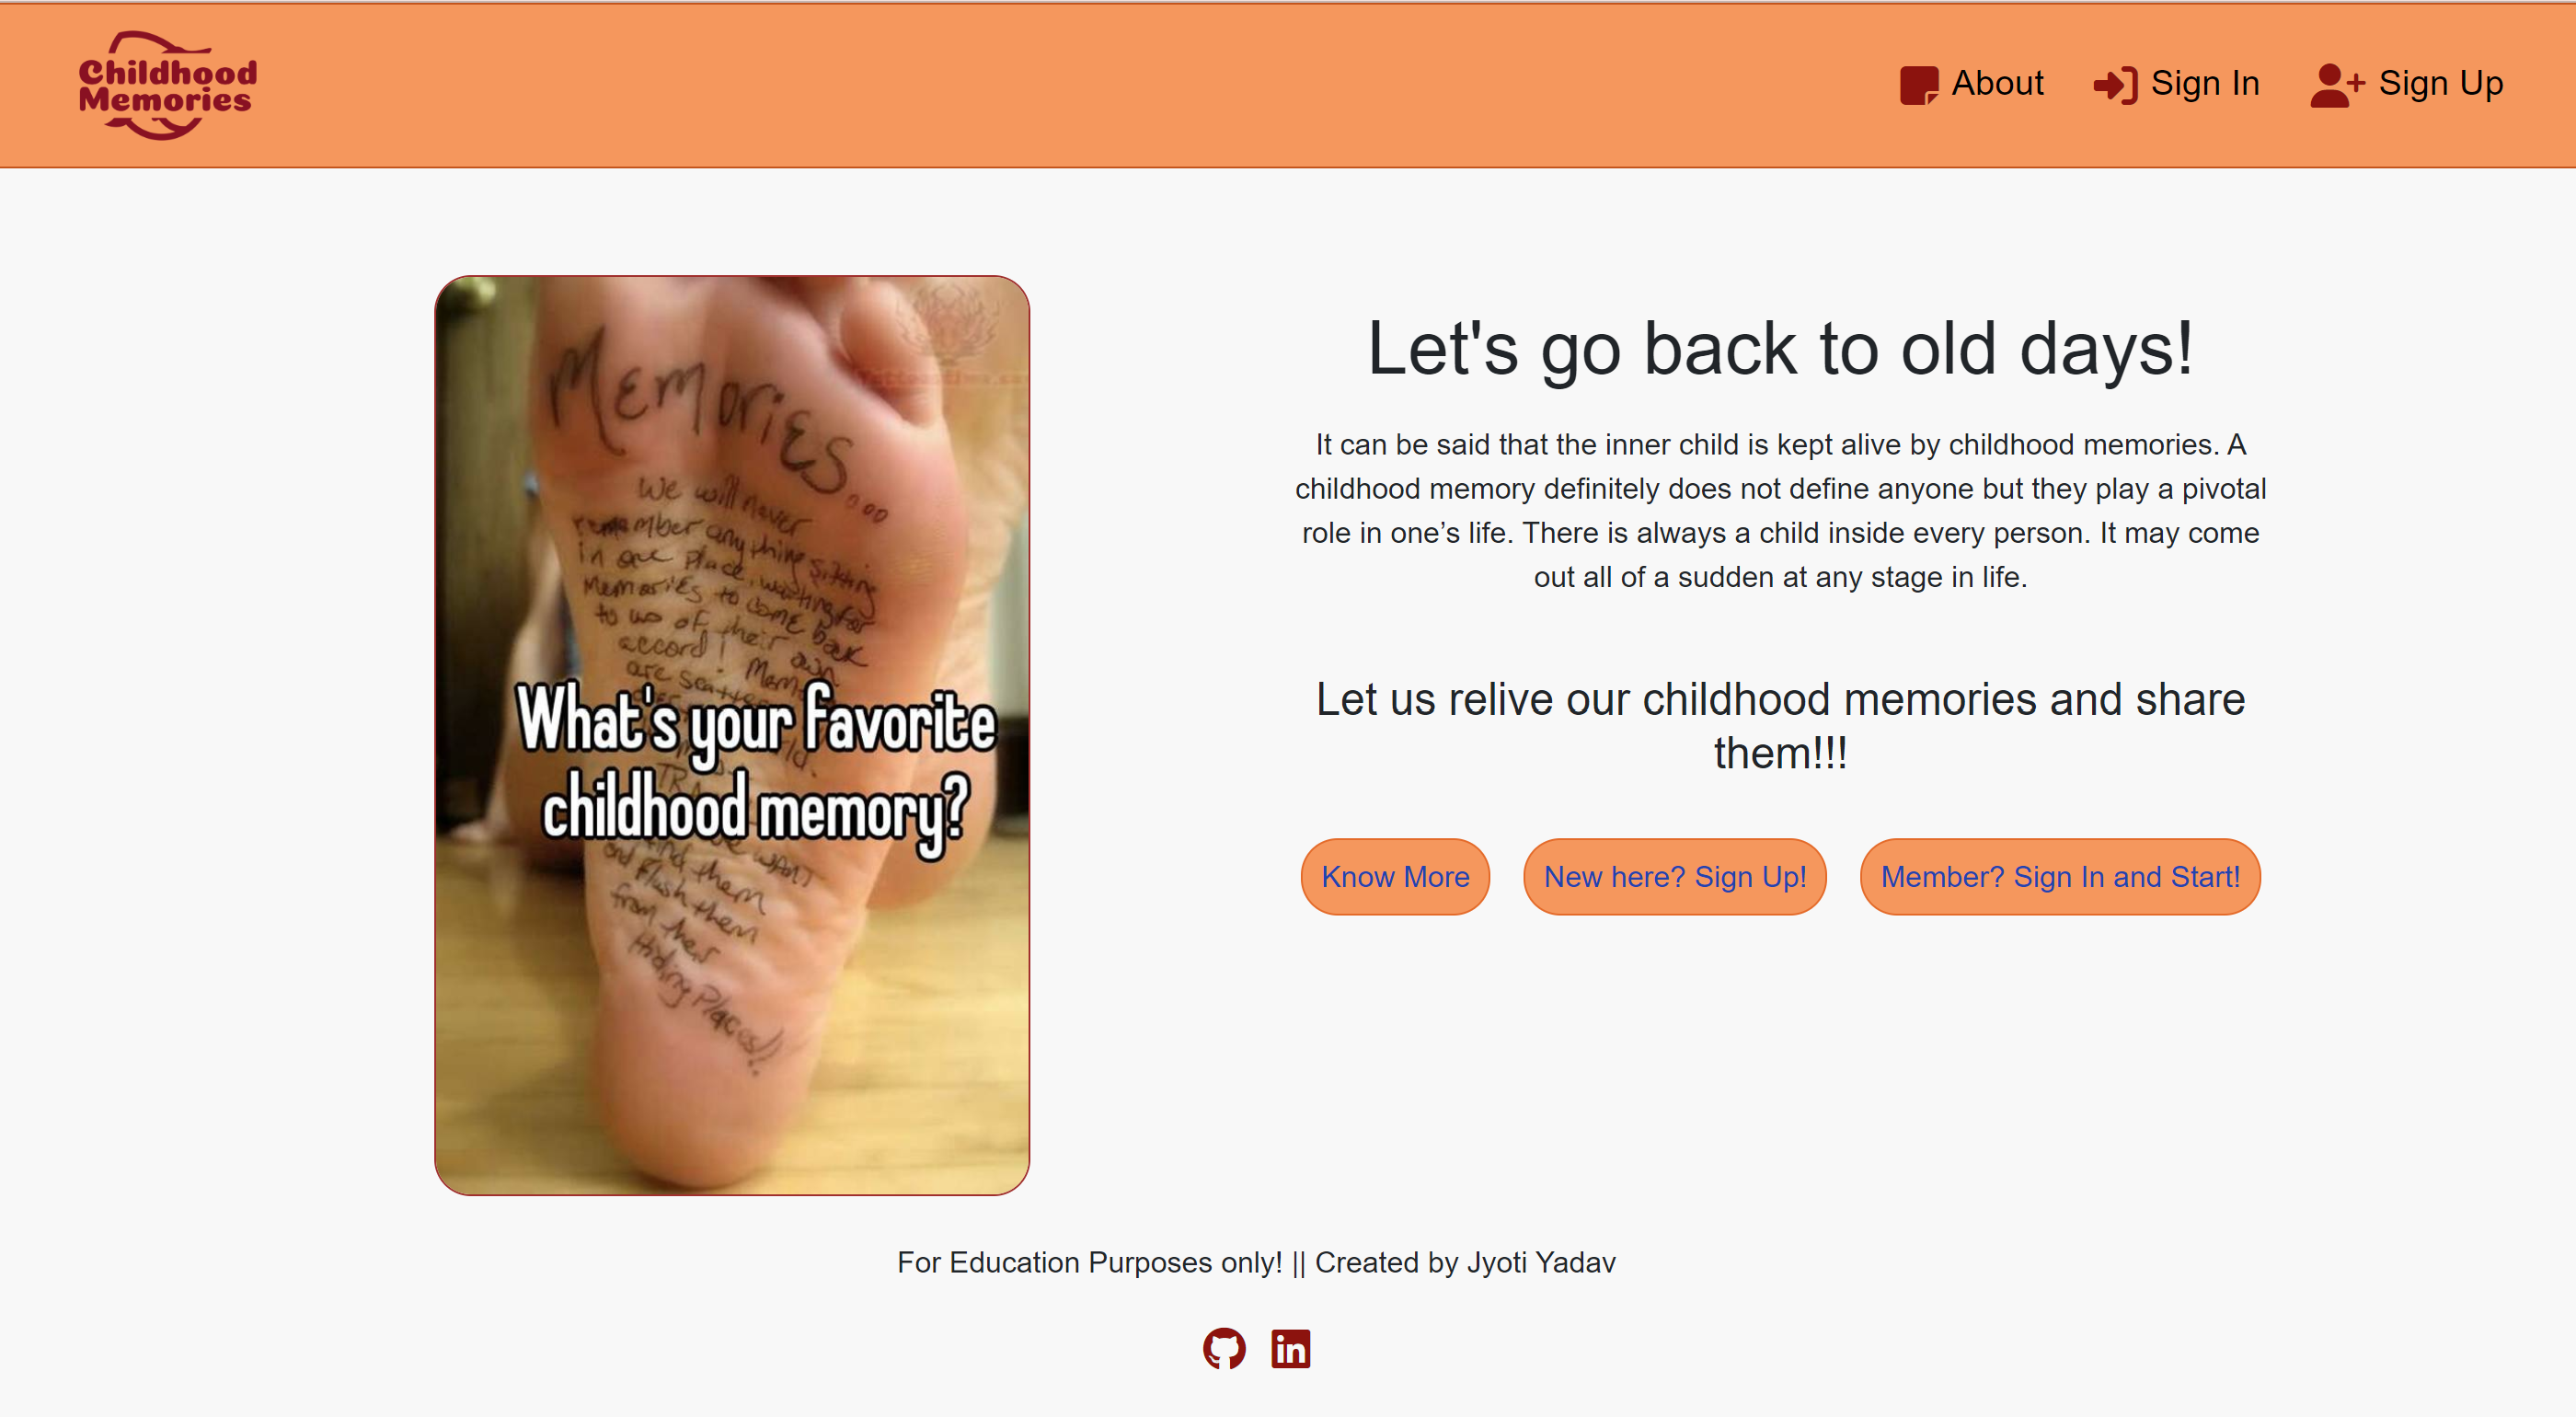 Childhood
Memories
About
Sign In
Sign Up
Memories...
We will never
remember anything sitting
in one place, waiting for
Memories to come back
to us of their own
accord! Mem
are scatte
What's your favorite
childhood memory?
find them
and flush them
from their
Hiding Places!!
Let's go back to old days!
It can be said that the inner child is kept alive by childhood memories. A
childhood memory definitely does not define anyone but they play a pivotal
role in one’s life. There is always a child inside every person. It may come
out all of a sudden at any stage in life.
Let us relive our childhood memories and share
them!!!
Know More
New here? Sign Up!
Member? Sign In and Start!
For Education Purposes only! || Created by Jyoti Yadav
in